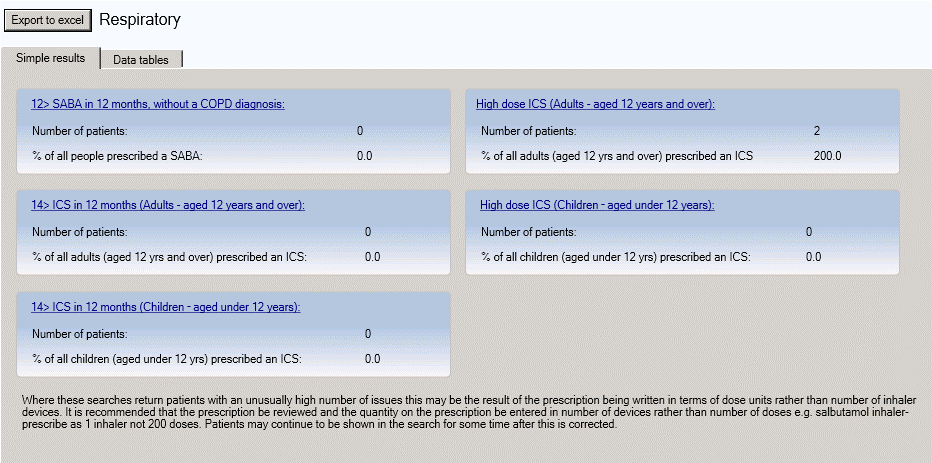 Export to excel Respiratory
Simple results Data tables
12> SABA in 12 months, without a COPD diagnosis:
Number of patients: 0
% of all people prescribed a SABA: 0.0
High dose ICS (Adults - aged 12 years and over):
Number of patients: 2
% of all adults (aged 12 yrs and over) prescribed an ICS 200.0
14> ICS in 12 months (Adults - aged 12 years and over):
Number of patients: 0
% of all adults (aged 12 yrs and over) prescribed an ICS: 0.0
High dose ICS (Children - aged under 12 years):
Number of patients: 0
% of all children (aged under 12 yrs) prescribed an ICS: 0.0
14> ICS in 12 months (Children - aged under 12 years):
Number of patients: 0
% of all children (aged under 12 yrs) prescribed an ICS: 0.0
Where these searches return patients with an unusually high number of issues this may be the result of the prescription being written in terms of dose units rather than number of inhaler
devices. It is recommended that the prescription be reviewed and the quantity on the prescription be entered in number of devices rather than number of doses e.g. salbutamol inhaler-
prescribe as 1 inhaler not 200 doses. Patients may continue to be shown in the search for some time after this is corrected.